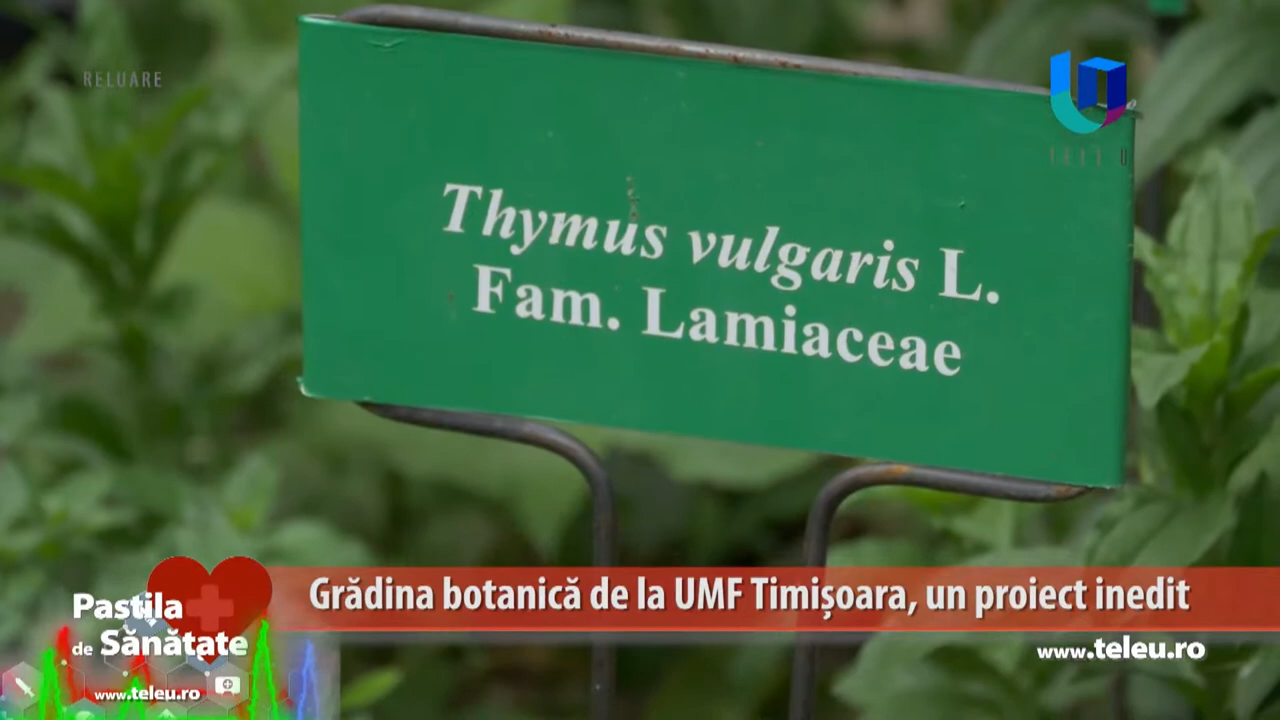 RELUARE
TELE U
Thymus vulgaris L.
Fam. Lamiaceae
Grădina botanică de la UMF Timișoara, un proiect inedit
Pastila
de Sănătate
www.teleu.ro
www.teleu.ro